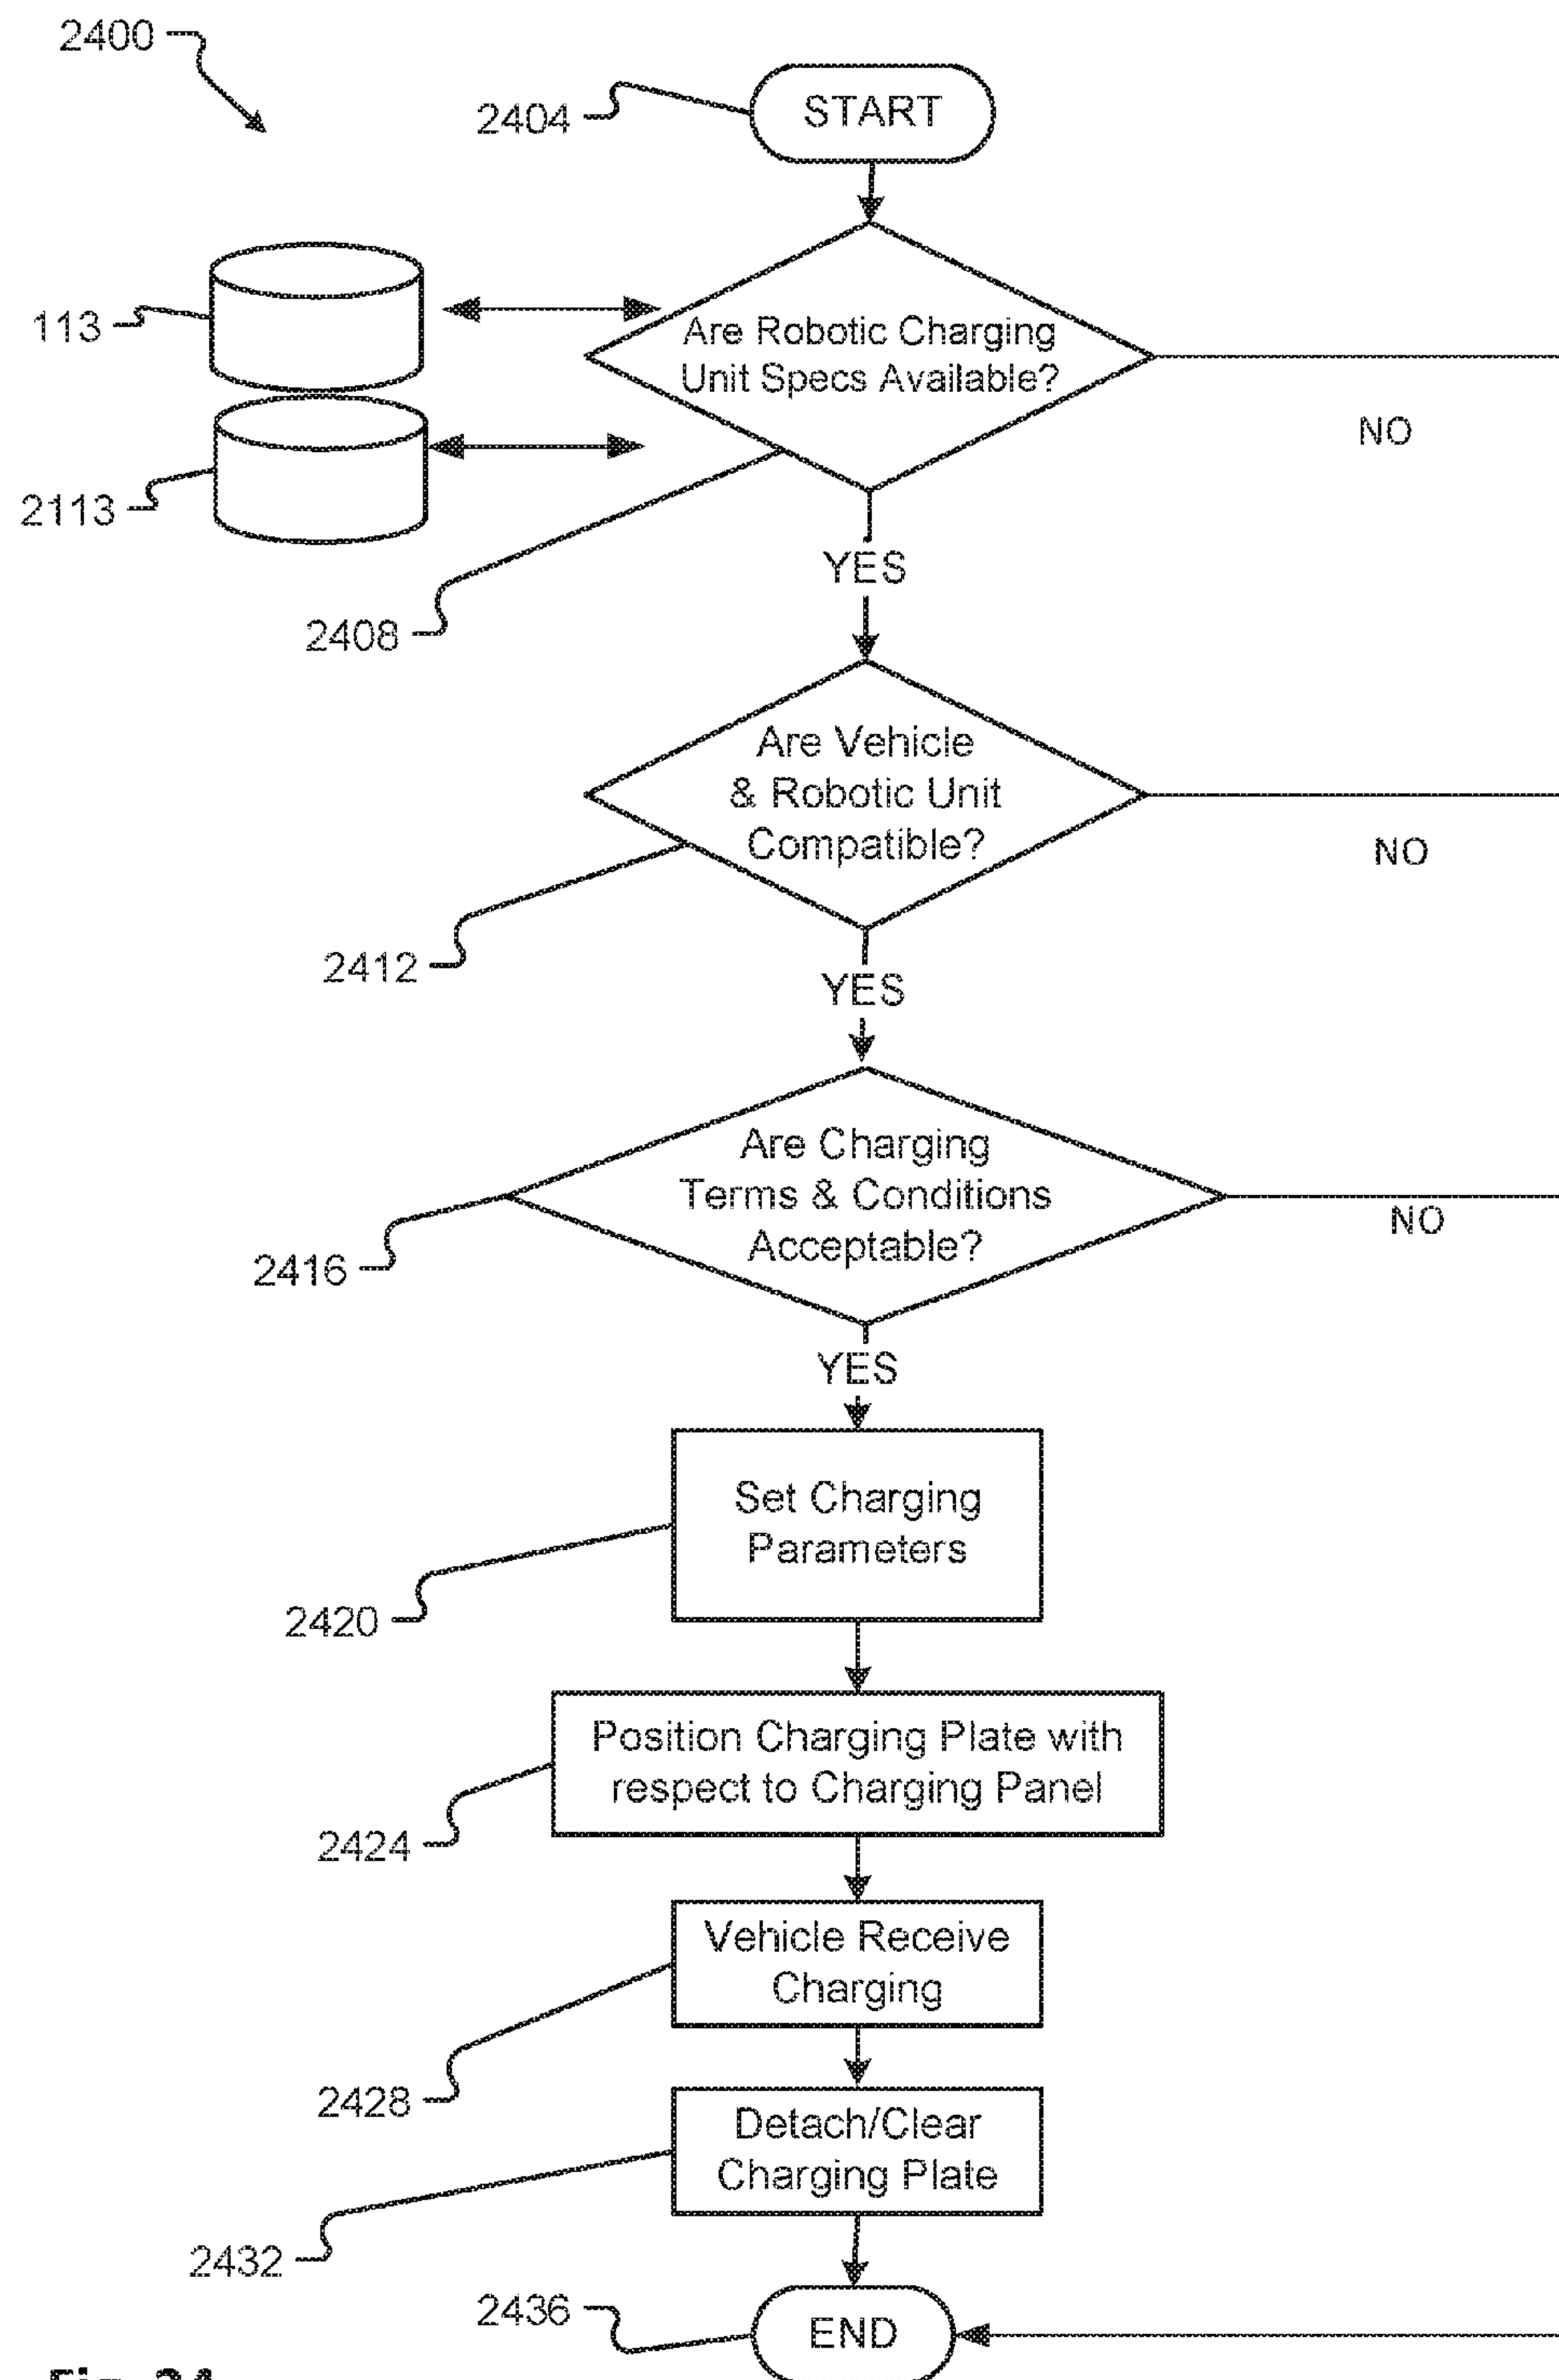 2400
2404
START
113
Are Robotic Charging
Unit Specs Available?
NO
2113
YES
2408
Are Vehicle
& Robotic Unit
Compatible?
NO
2412
YES
Are Charging
Terms & Conditions
Acceptable?
NO
2416
YES
Set Charging
Parameters
2420
Position Charging Plate with
respect to Charging Panel
2424
Vehicle Receive
Charging
2428
Detach/Clear
Charging Plate
2432
2436
END
Fig. 24